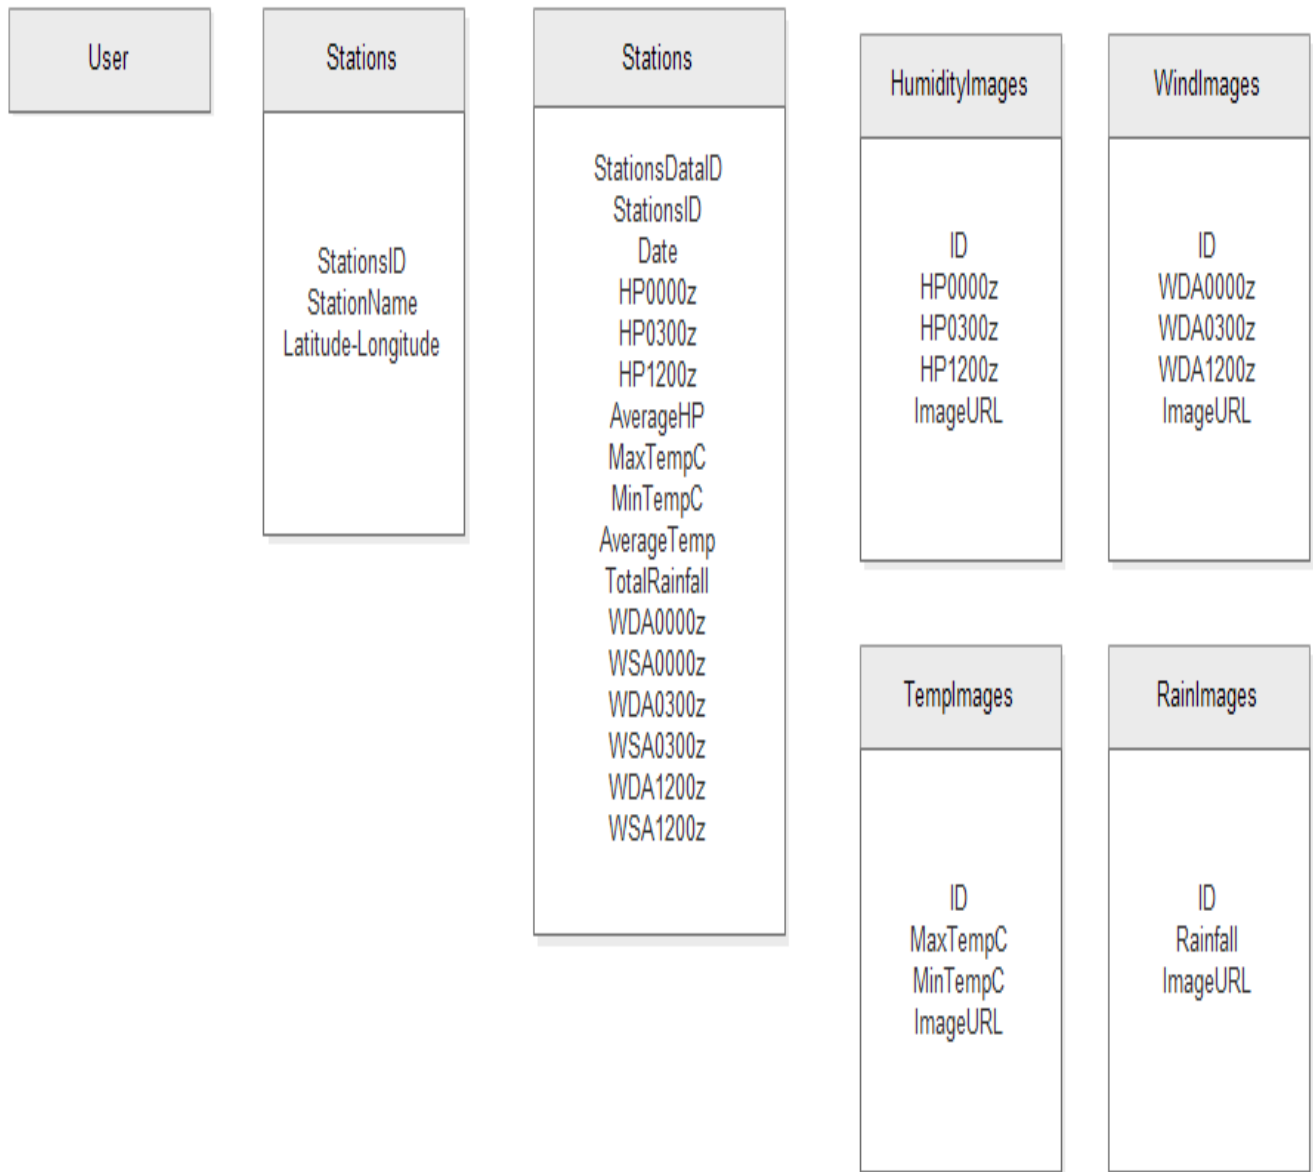 User
Stations
StationsID
StationName
Latitude-Longitude
Stations
StationsDataID
StationsID
Date
HP0000z
HP0300z
HP1200z
AverageHP
MaxTempC
MinTempC
AverageTemp
TotalRainfall
WDA0000z
WSA0000z
WDA0300z
WSA0300z
WDA1200z
WSA1200z
HumidityImages
ID
HP0000z
HP0300z
HP1200z
ImageURL
WindImages
ID
WDA0000z
WDA0300z
WDA1200z
ImageURL
TempImages
ID
MaxTempC
MinTempC
ImageURL
RainImages
ID
Rainfall
ImageURL